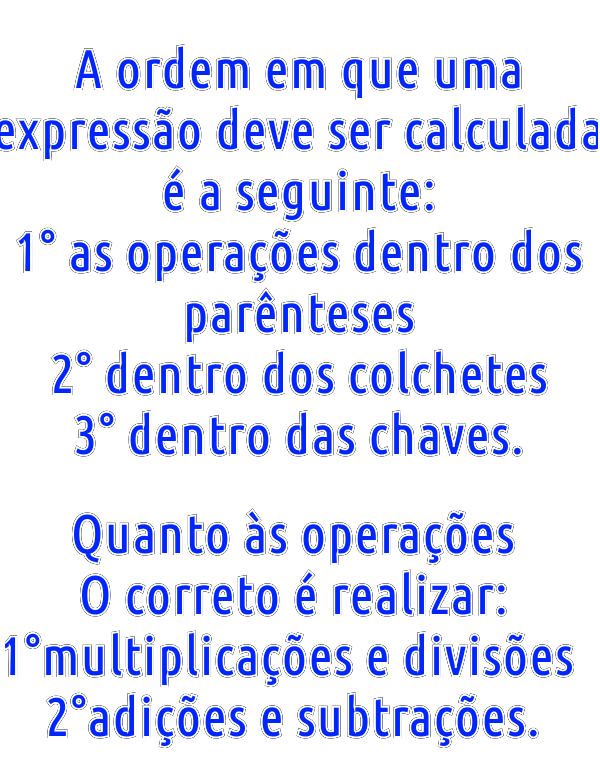 A ordem em que uma
expressão deve ser calculada
é a seguinte:
1° as operações dentro dos
parênteses
2° dentro dos colchetes
3° dentro das chaves.
Quanto às operações
O correto é realizar:
1°multiplicações e divisões
2°adições e subtrações.